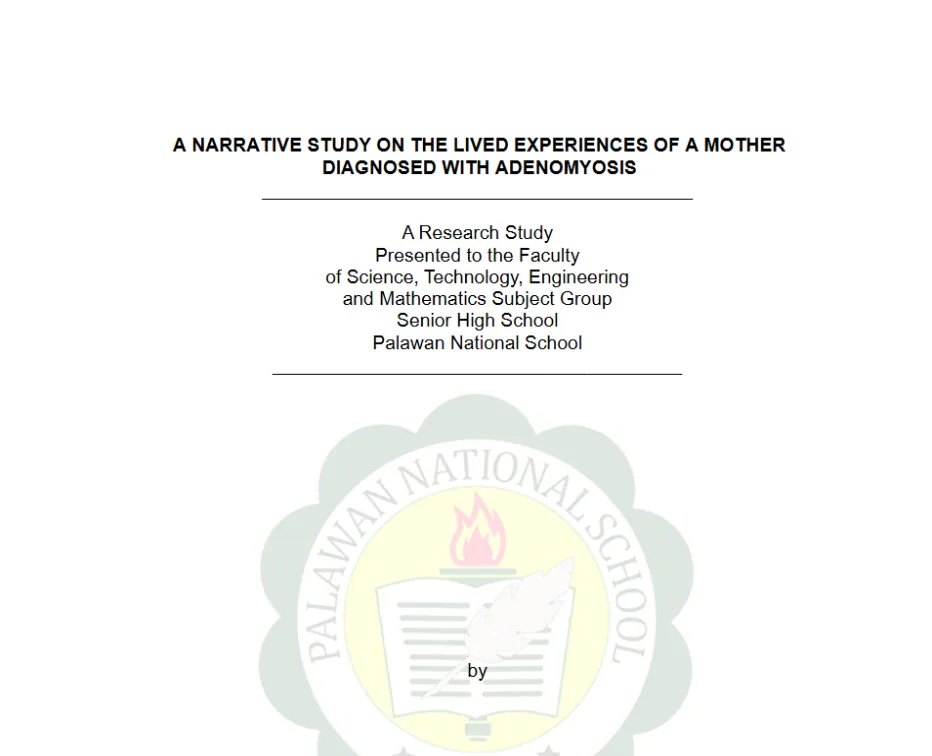 A NARRATIVE STUDY ON THE LIVED EXPERIENCES OF A MOTHER
DIAGNOSED WITH ADENOMYOSIS
A Research Study
Presented to the Faculty
of Science, Technology, Engineering
and Mathematics Subject Group
Senior High School
Palawan National School
PALAWAN NATIONAL SCHOOL
by